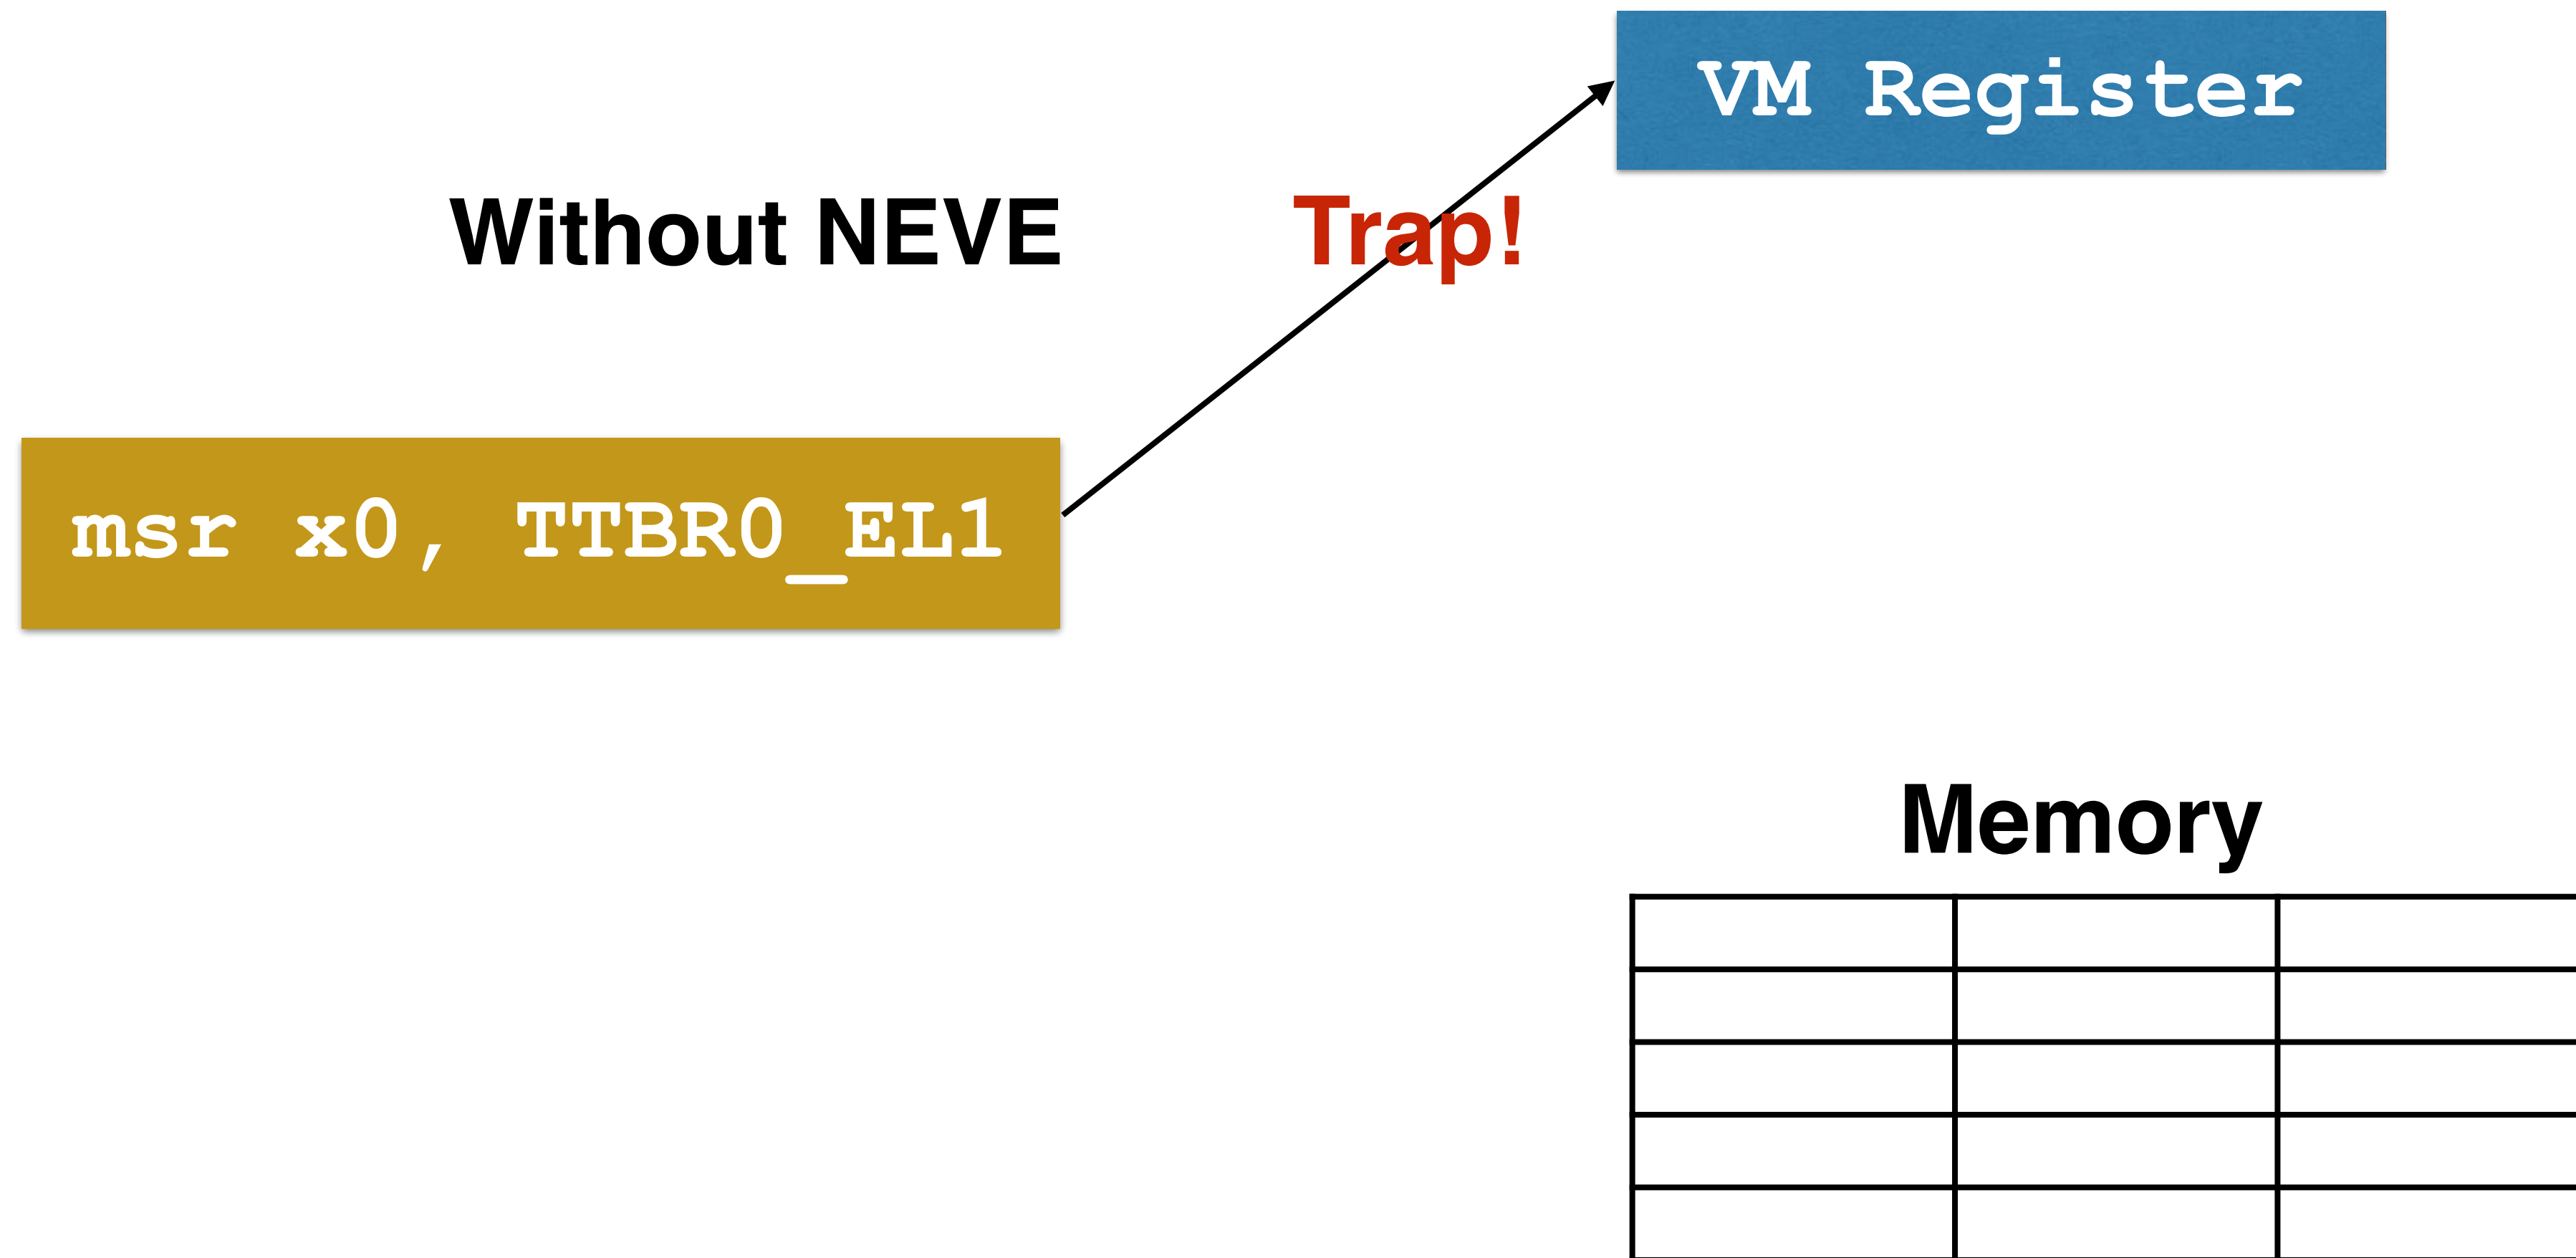 VM Register
Without NEVE
Trap!
msr x0, TTBR0_EL1
Memory